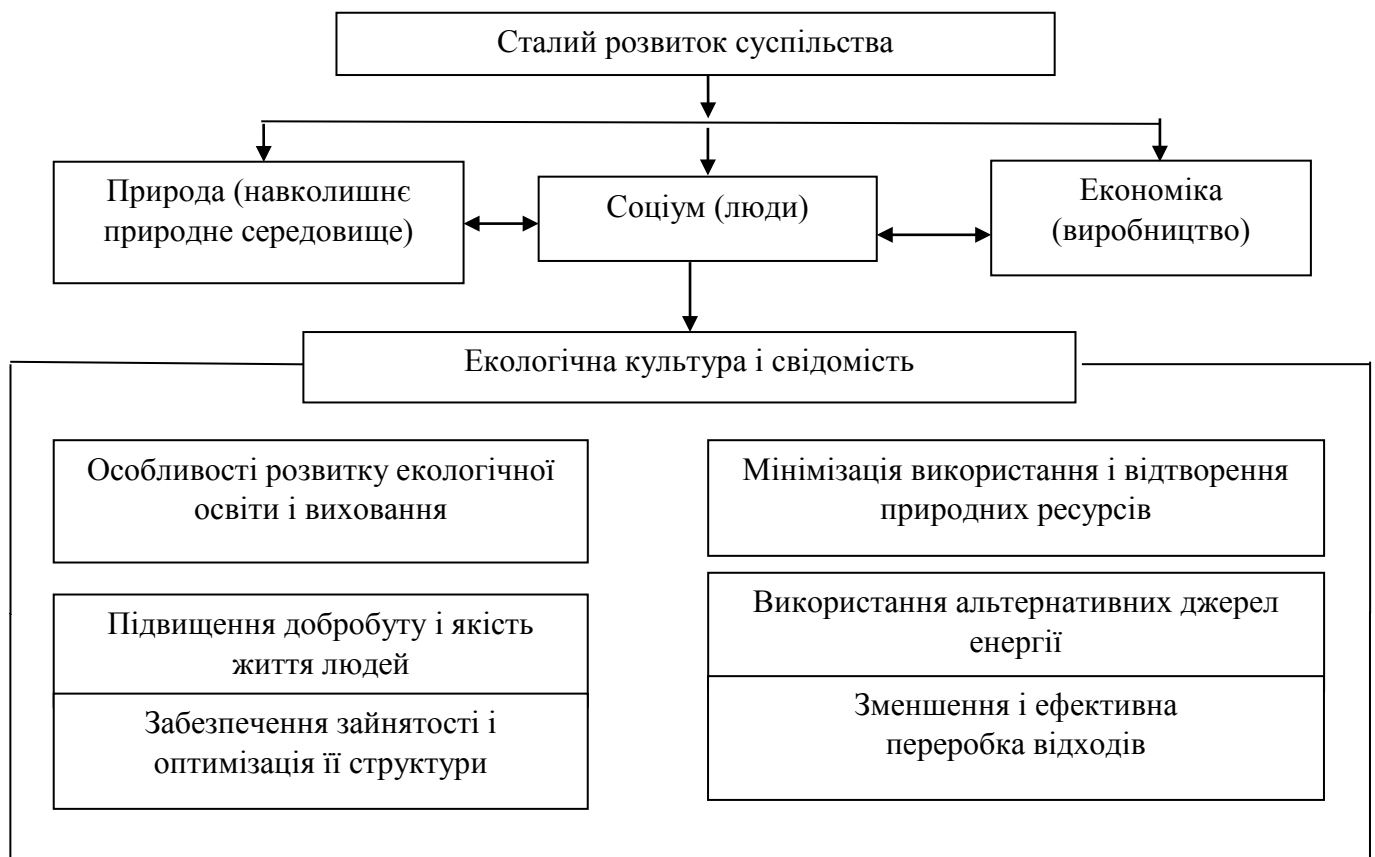 Сталий розвиток суспільства
Природа (навколишнє
природне середовище)
Соціум (люди)
Економіка
(виробництво)
Екологічна культура і свідомість
Особливості розвитку екологічної
освіти і виховання
Мінімізація використання і відтворення
природних ресурсів
Підвищення добробуту і якість
життя людей
Використання альтернативних джерел
енергії
Забезпечення зайнятості і
оптимізація її структури
Зменшення і ефективна
переробка відходів